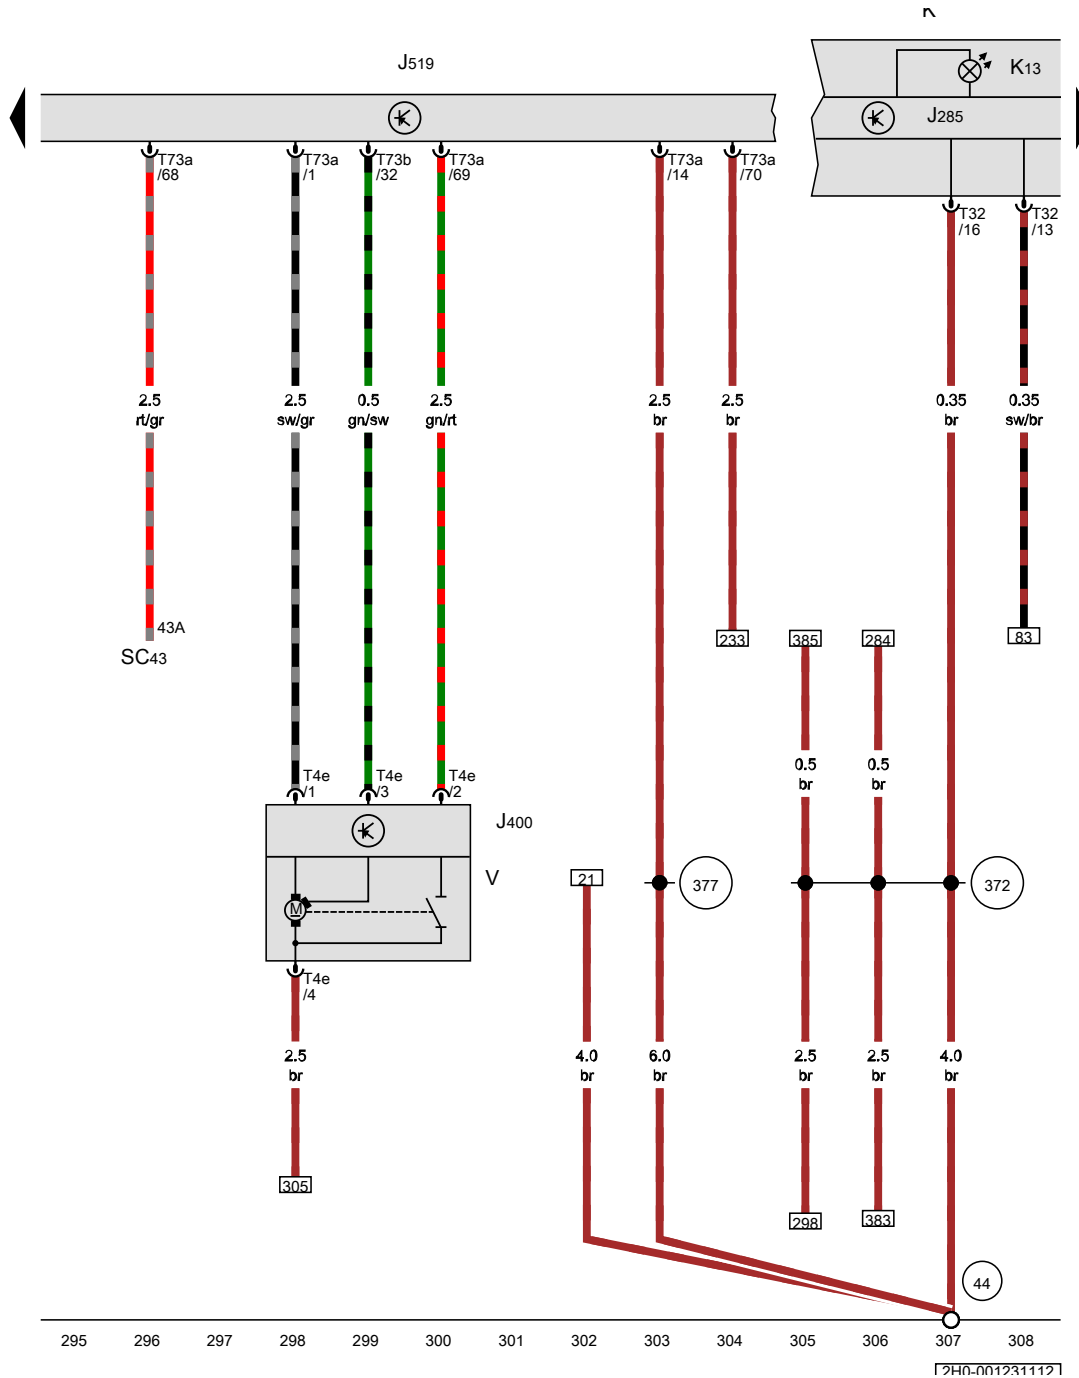 K
J519
K13
J285
T73a
/68
T73a
/1
T73b
/32
T73a
/69
T73a
/14
T73a
/70
T32
/16
T32
/13
2.5
rt/gr
2.5
sw/gr
0.5
gn/sw
2.5
gn/rt
2.5
br
2.5
br
0.35
br
0.35
sw/br
43A
SC43
233
385
284
83
T4e
/1
T4e
/3
T4e
/2
0.5
br
0.5
br
J400
V
M
21
377
372
T4e
/4
2.5
br
4.0
br
6.0
br
2.5
br
2.5
br
4.0
br
305
298
383
44
295 296 297 298 299 300 301 302 303 304 305 306 307 308
2H0-001231112